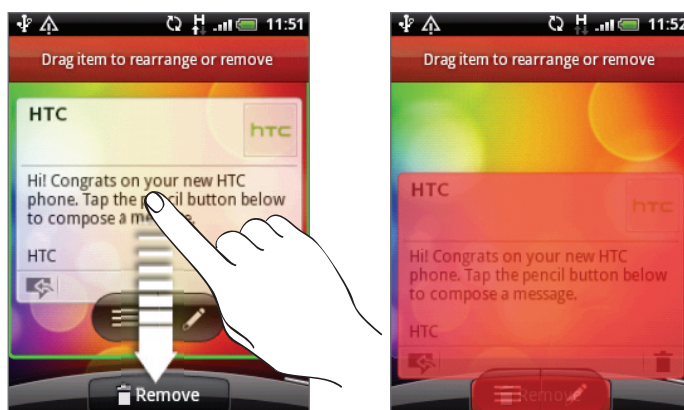 H
11:51
Drag item to rearrange or remove
HTC
hTC
Hi! Congrats on your new HTC
phone. Tap the pencil button below
to compose a message.
HTC
Remove
H
11:52
Drag item to rearrange or remove
HTC
hTC
Hi! Congrats on your new HTC
phone. Tap the pencil button below
to compose a message.
HTC
Remove